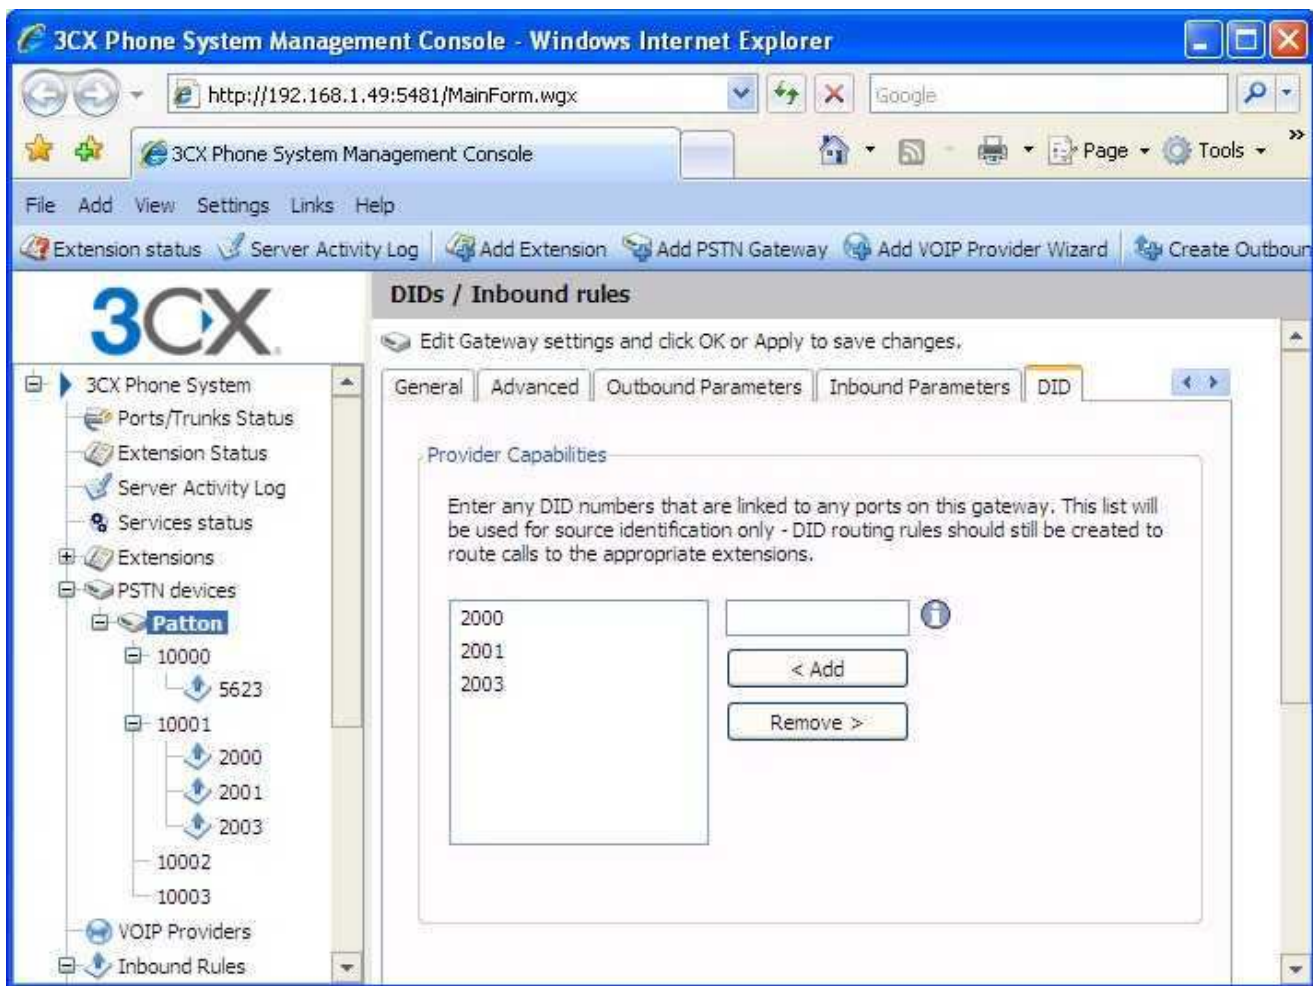 3CX Phone System Management Console - Windows Internet Explorer
http://192.168.1.49:5481/MainForm.wgx
Google
3CX Phone System Management Console
Page
Tools
»
File Add View Settings Links Help
Extension status Server Activity Log Add Extension Add PSTN Gateway Add VOIP Provider Wizard Create Outboun
3CX
DIDs / Inbound rules
Edit Gateway settings and click OK or Apply to save changes.
General Advanced Outbound Parameters Inbound Parameters DID
3CX Phone System
Ports/Trunks Status
Extension Status
Server Activity Log
Services status
Extensions
PSTN devices
Patton
10000
5623
10001
2000
2001
2003
10002
10003
VOIP Providers
Inbound Rules
Provider Capabilities
Enter any DID numbers that are linked to any ports on this gateway. This list will
be used for source identification only - DID routing rules should still be created to
route calls to the appropriate extensions.
2000
2001
2003
< Add
Remove >